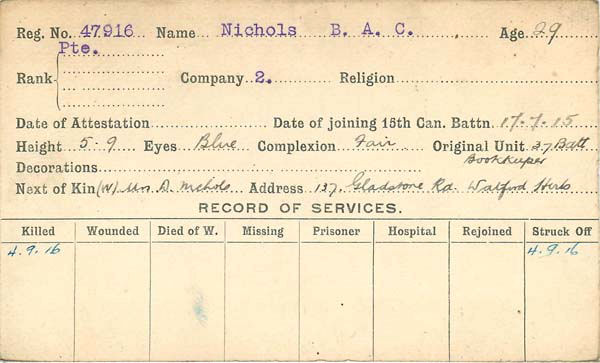 Reg. No. 47916 Name Nichols B. A. C. Age 29
Pte.
Rank Company 2. Religion
Date of Attestation Date of joining 15th Can. Battn. 17.7.15
Height 5-9 Eyes Blue Complexion Fair Original Unit 37 Batt
Bookkeeper
Decorations
Next of Kin (W) Mrs D. Nichols Address 137, Gladstone Rd. Watford Herts
RECORD OF SERVICES.
Killed Wounded Died of W. Missing Prisoner Hospital Rejoined Struck Off
4.9.16 4.9.16